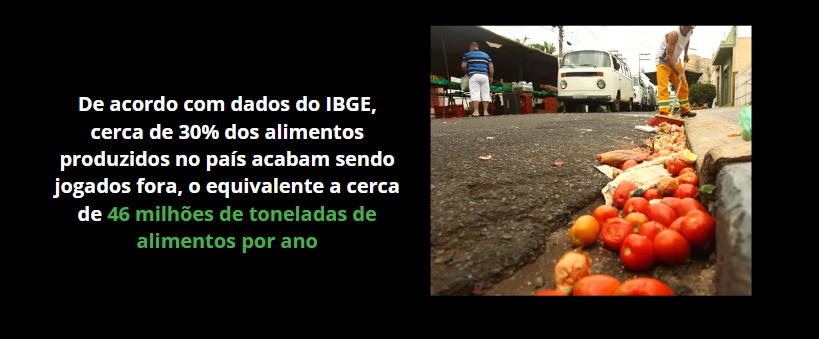 De acordo com dados do IBGE,
cerca de 30% dos alimentos
produzidos no país acabam sendo
jogados fora, o equivalente a cerca
de 46 milhões de toneladas de
alimentos por ano